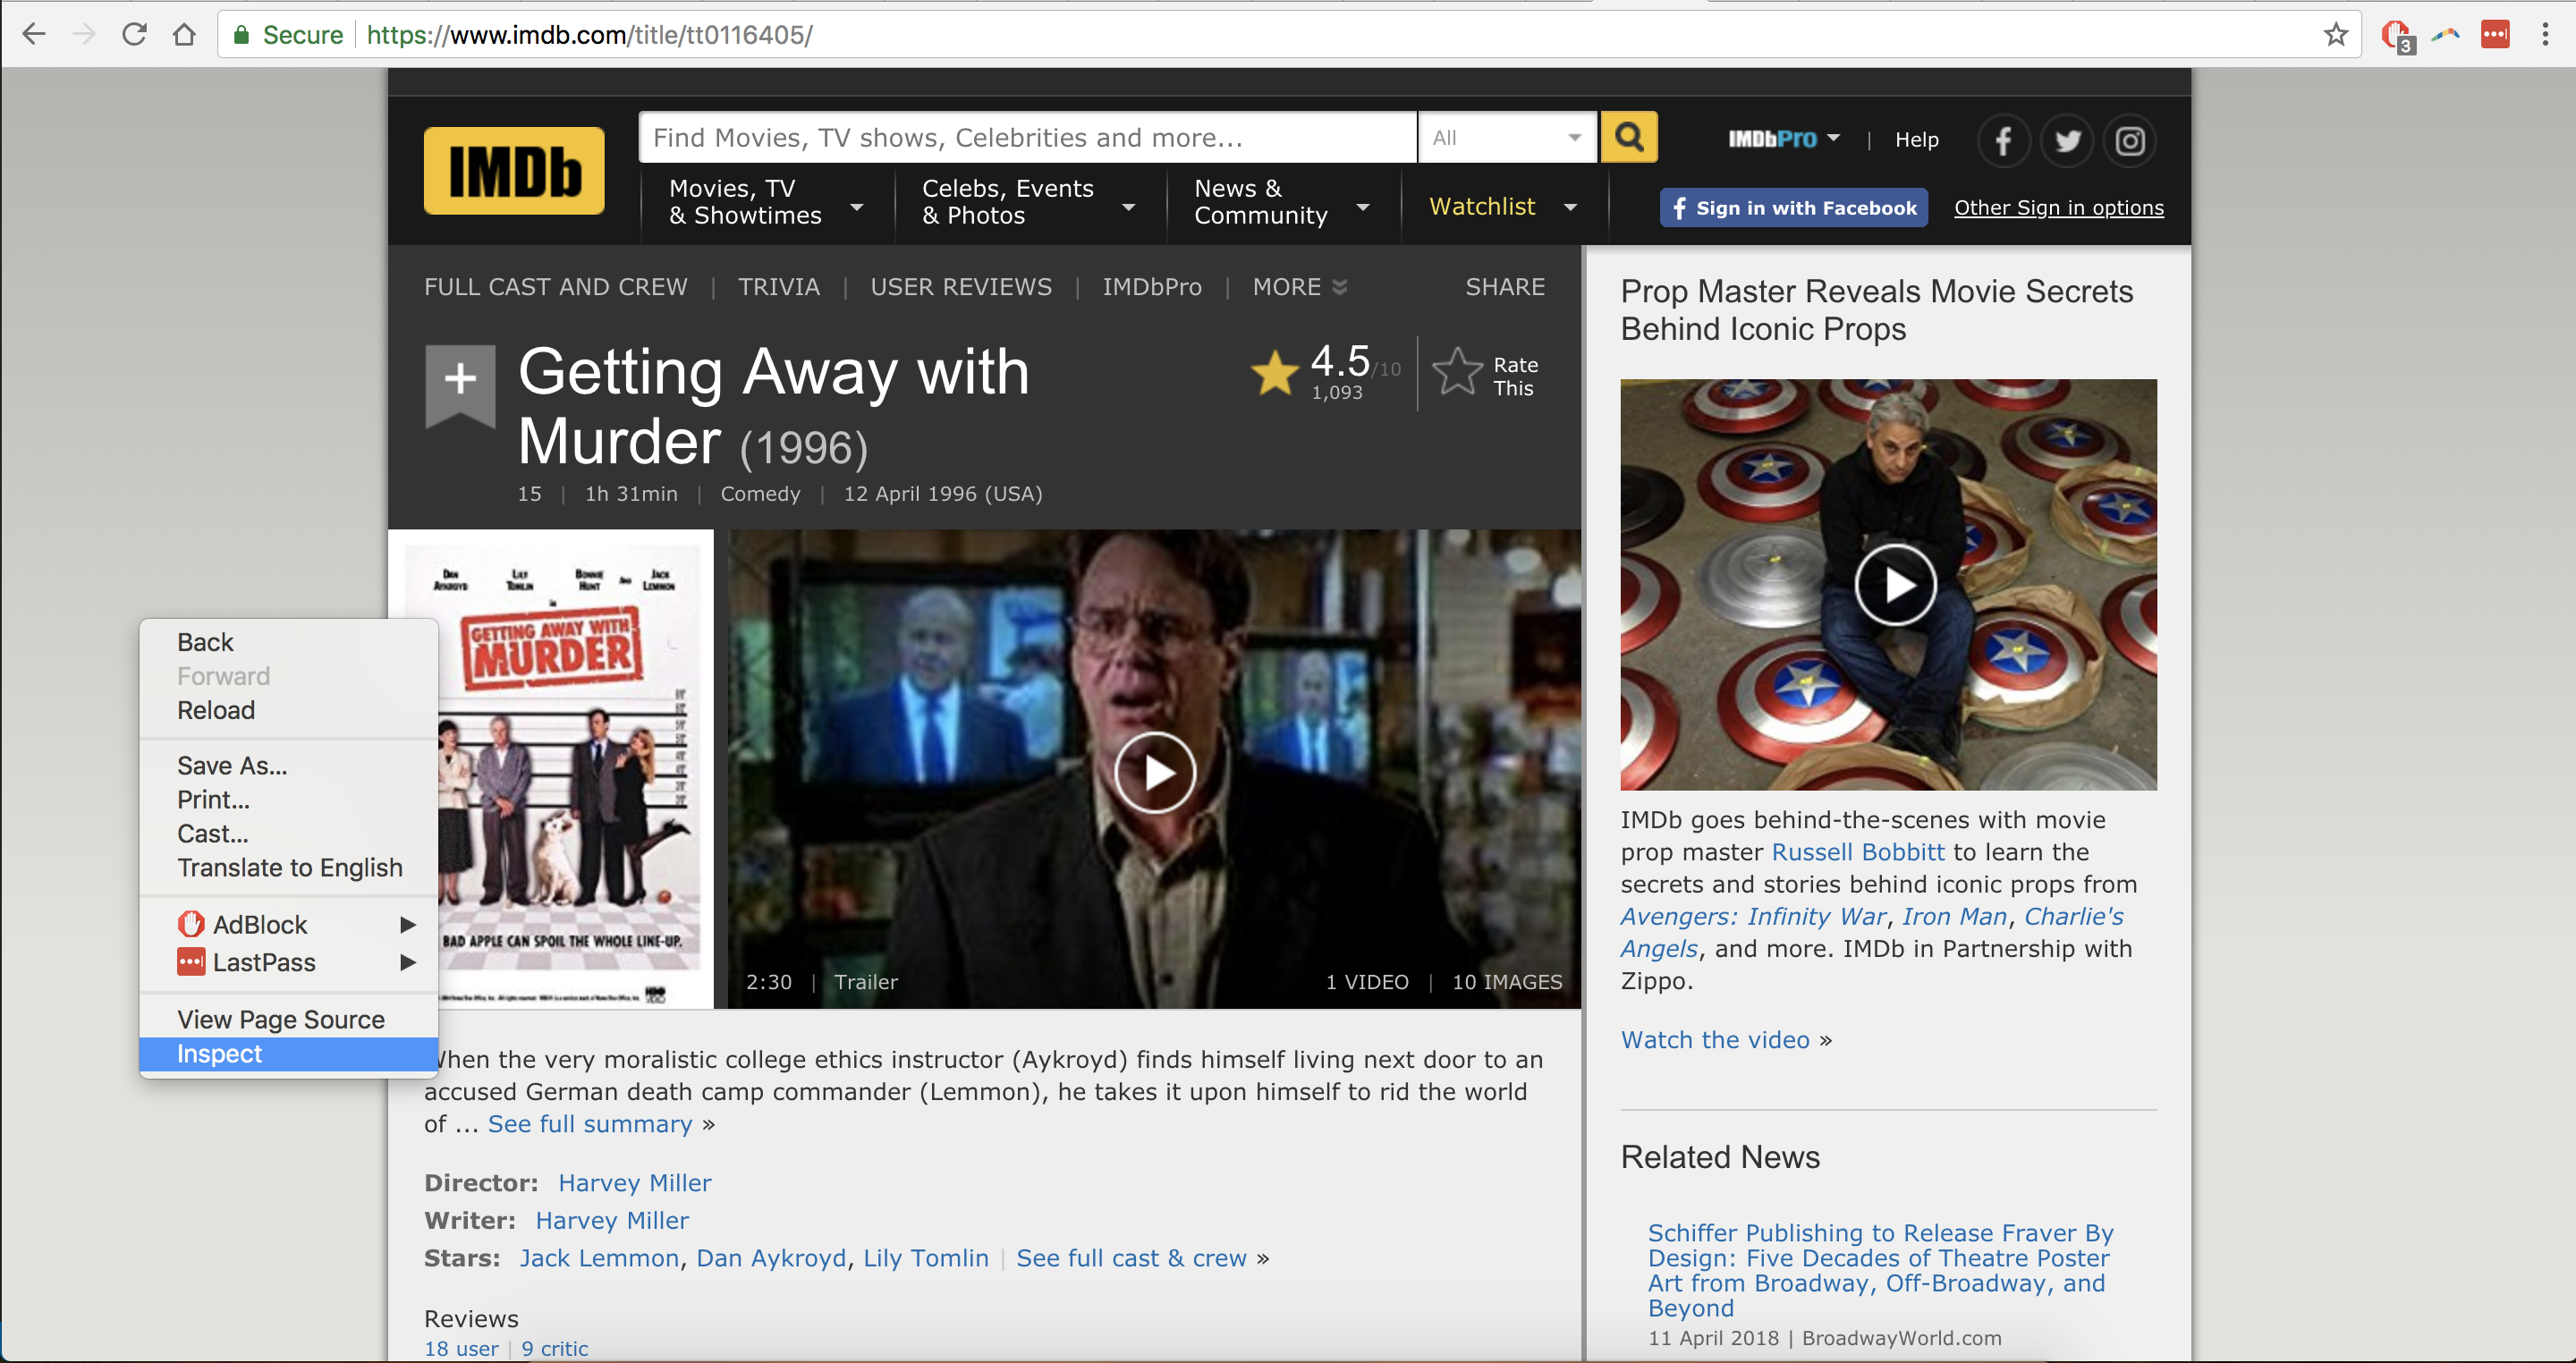 Secure
https://www.imdb.com/title/tt0116405/
3
IMDb
Find Movies, TV shows, Celebrities and more...
All
IMDbPro
|
Help
Movies, TV
& Showtimes
Celebs, Events
& Photos
News &
Community
Watchlist
f Sign in with Facebook
Other Sign in options
FULL CAST AND CREW | TRIVIA | USER REVIEWS | IMDbPro | MORE
SHARE
Getting Away with
Murder (1996)
4.5/10
1,093
Rate
This
15 | 1h 31min | Comedy | 12 April 1996 (USA)
DAN AYKROYD
LILY TOMLIN
BONNIE HUNT
AND
JACK LEMMON
GETTING AWAY WITH
MURDER
BAD APPLE CAN SPOIL THE WHOLE LINE-UP.
HBO
VIDEO
2:30 | Trailer
1 VIDEO | 10 IMAGES
Back
Forward
Reload
Save As...
Print...
Cast...
Translate to English
AdBlock
LastPass
View Page Source
Inspect
When the very moralistic college ethics instructor (Aykroyd) finds himself living next door to an
accused German death camp commander (Lemmon), he takes it upon himself to rid the world
of ... See full summary »
Director: Harvey Miller
Writer: Harvey Miller
Stars: Jack Lemmon, Dan Aykroyd, Lily Tomlin | See full cast & crew »
Reviews
18 user | 9 critic
Prop Master Reveals Movie Secrets
Behind Iconic Props
IMDb goes behind-the-scenes with movie
prop master Russell Bobbitt to learn the
secrets and stories behind iconic props from
Avengers: Infinity War, Iron Man, Charlie's
Angels, and more. IMDb in Partnership with
Zippo.
Watch the video »
Related News
Schiffer Publishing to Release Fraver By
Design: Five Decades of Theatre Poster
Art from Broadway, Off-Broadway, and
Beyond
11 April 2018 | BroadwayWorld.com